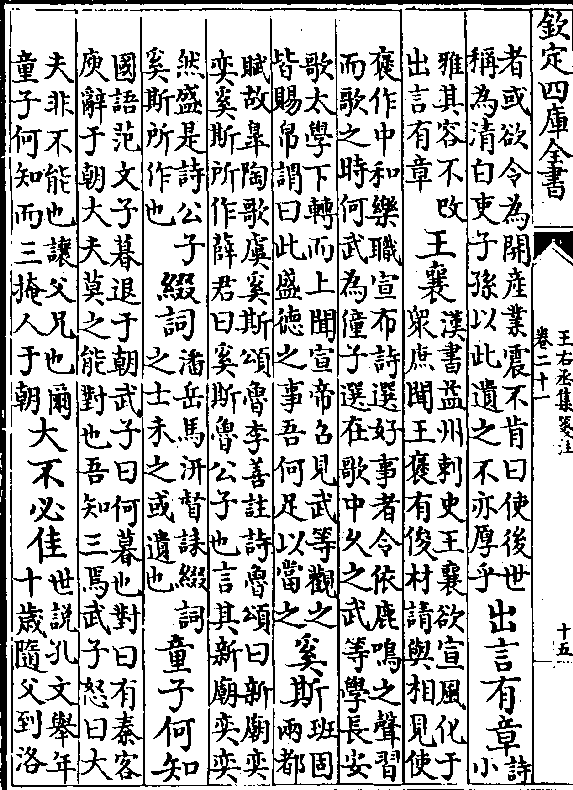 欽定四庫全書
王右丞集箋注
卷二十一
十五
者或欲令為開產業震不肯曰使後世
稱為清白吏子孫以此遺之不亦厚乎
出言有章
詩
小
雅其容不改
出言有章
王襄
漢書益州刺史王襄欲宣風化于
衆庶聞王褒有俊材請與相見使
褒作中和樂職宣布詩選好事者令依鹿鳴之聲習
而歌之時何武為僮子選在歌中久之武等學長安
歌太學下轉而上聞宣帝召見武等觀之
皆賜帛謂曰此盛德之事吾何足以當之
奚斯
班固
兩都
賦故臯陶歌虞奚斯頌魯李善註詩魯頌曰新廟奕
奕奚斯所作薛君曰奚斯魯公子也言其新廟奕奕
然盛是詩公子
奚斯所作也
綴詞
潘岳馬汧督誄綴詞
之士未之或遺也
童子何知
國語范文子暮退于朝武子曰何暮也對曰有秦客
庾辭于朝大夫莫之能對也吾知三焉武子怒曰大
夫非不能也讓父兄也爾
童子何知而三掩人于朝
大不必佳
世說孔文舉年
十歲隨父到洛